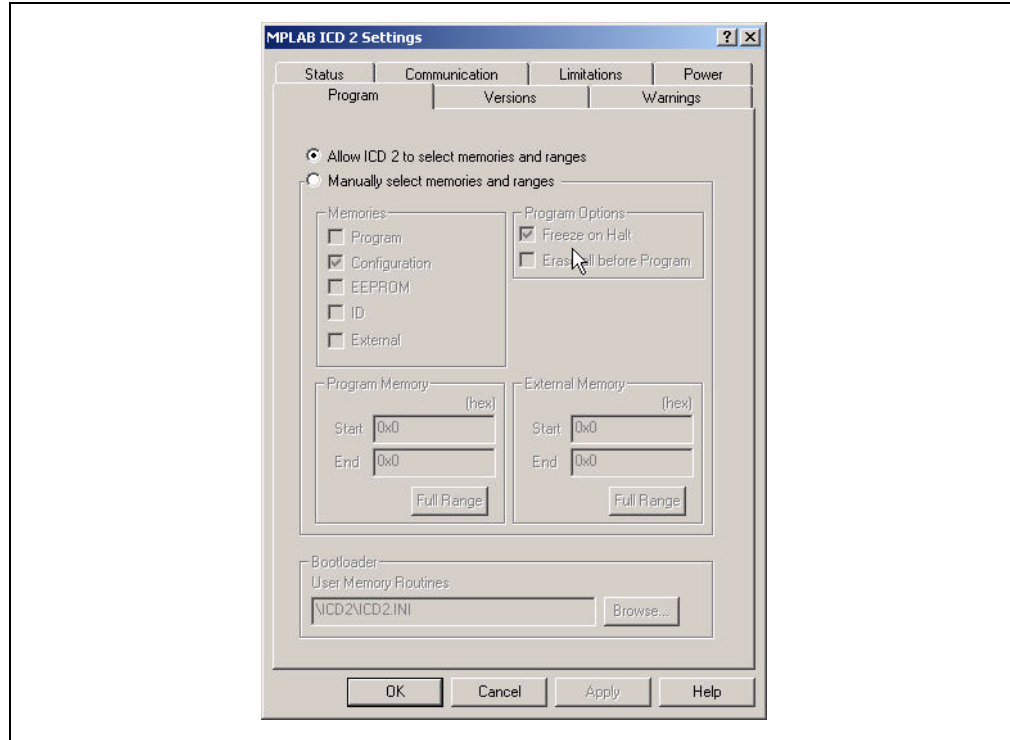 MPLAB ICD 2 Settings
Status Communication Limitations Power
Program Versions Warnings
Allow ICD 2 to select memories and ranges
Manually select memories and ranges
Memories
Program
Configuration
EEPROM
ID
External
Program Options
Freeze on Halt
Erase all before Program
Program Memory
(hex)
Start 0x0
End 0x0
Full Range
External Memory
(hex)
Start 0x0
End 0x0
Full Range
Bootloader
User Memory Routines
\ICD2\ICD2.INI Browse...
OK Cancel Apply Help